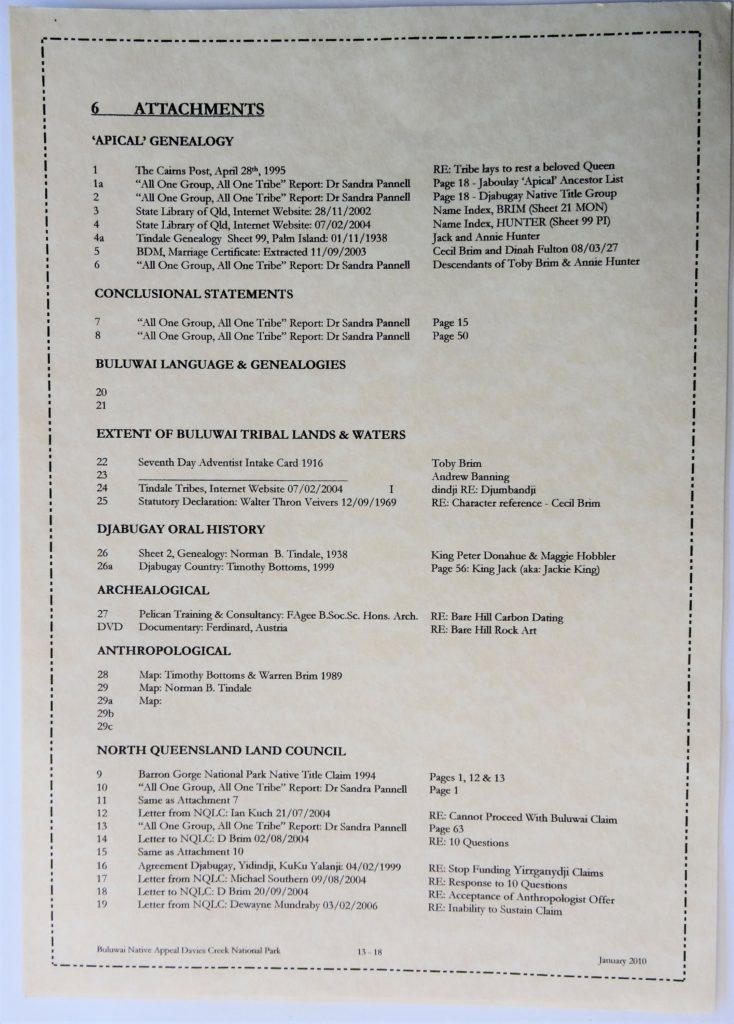 6 ATTACHMENTS
‘APICAL’ GENEALOGY
1 The Cairns Post, April 28th, 1995 RE: Tribe lays to rest a beloved Queen
1a “All One Group, All One Tribe” Report: Dr Sandra Pannell Page 18 - Jaboulay ‘Apical’ Ancestor List
2 “All One Group, All One Tribe” Report: Dr Sandra Pannell Page 18 - Djabugay Native Title Group
3 State Library of Qld, Internet Website: 28/11/2002 Name Index, BRIM (Sheet 21 MON)
4 State Library of Qld, Internet Website: 07/02/2004 Name Index, HUNTER (Sheet 99 PI)
4a Tindale Genealogy Sheet 99, Palm Island: 01/11/1938 Jack and Annie Hunter
5 BDM, Marriage Certificate: Extracted 11/09/2003 Cecil Brim and Dinah Fulton 08/03/27
6 “All One Group, All One Tribe” Report: Dr Sandra Pannell Descendants of Toby Brim & Annie Hunter
CONCLUSIONAL STATEMENTS
7 “All One Group, All One Tribe” Report: Dr Sandra Pannell Page 15
8 “All One Group, All One Tribe” Report: Dr Sandra Pannell Page 50
BULUWAI LANGUAGE & GENEALOGIES
20
21
EXTENT OF BULUWAI TRIBAL LANDS & WATERS
22 Seventh Day Adventist Intake Card 1916 Toby Brim
23 Andrew Banning
24 Tindale Tribes, Internet Website 07/02/2004 I dindji RE: Djumbandji
25 Statutory Declaration: Walter Thron Veivers 12/09/1969 RE: Character reference - Cecil Brim
DJABUGAY ORAL HISTORY
26 Sheet 2, Genealogy: Norman B. Tindale, 1938 King Peter Donahue & Maggie Hobbler
26a Djabugay Country: Timothy Bottoms, 1999 Page 56: King Jack (aka: Jackie King)
ARCHEALOGICAL
27 Pelican Training & Consultancy: FAgee B.Soc.Sc. Hons. Arch. RE: Bare Hill Carbon Dating
DVD Documentary: Ferdinard, Austria RE: Bare Hill Rock Art
ANTHROPOLOGICAL
28 Map: Timothy Bottoms & Warren Brim 1989
29 Map: Norman B. Tindale
29a Map:
29b
29c
NORTH QUEENSLAND LAND COUNCIL
9 Barron Gorge National Park Native Title Claim 1994 Pages 1, 12 & 13
10 “All One Group, All One Tribe” Report: Dr Sandra Pannell Page 1
11 Same as Attachment 7
12 Letter from NQLC: Ian Kuch 21/07/2004 RE: Cannot Proceed With Buluwai Claim
13 “All One Group, All One Tribe” Report: Dr Sandra Pannell Page 63
14 Letter to NQLC: D Brim 02/08/2004 RE: 10 Questions
15 Same as Attachment 10
16 Agreement Djabugay, Yidindji, KuKu Yalanji: 04/02/1999 RE: Stop Funding Yirrganydji Claims
17 Letter from NQLC: Michael Southern 09/08/2004 RE: Response to 10 Questions
18 Letter to NQLC: D Brim 20/09/2004 RE: Acceptance of Anthropologist Offer
19 Letter from NQLC: Dewayne Mundraby 03/02/2006 RE: Inability to Sustain Claim
Buluwai Native Appeal Davies Creek National Park 13 - 18 January 2010